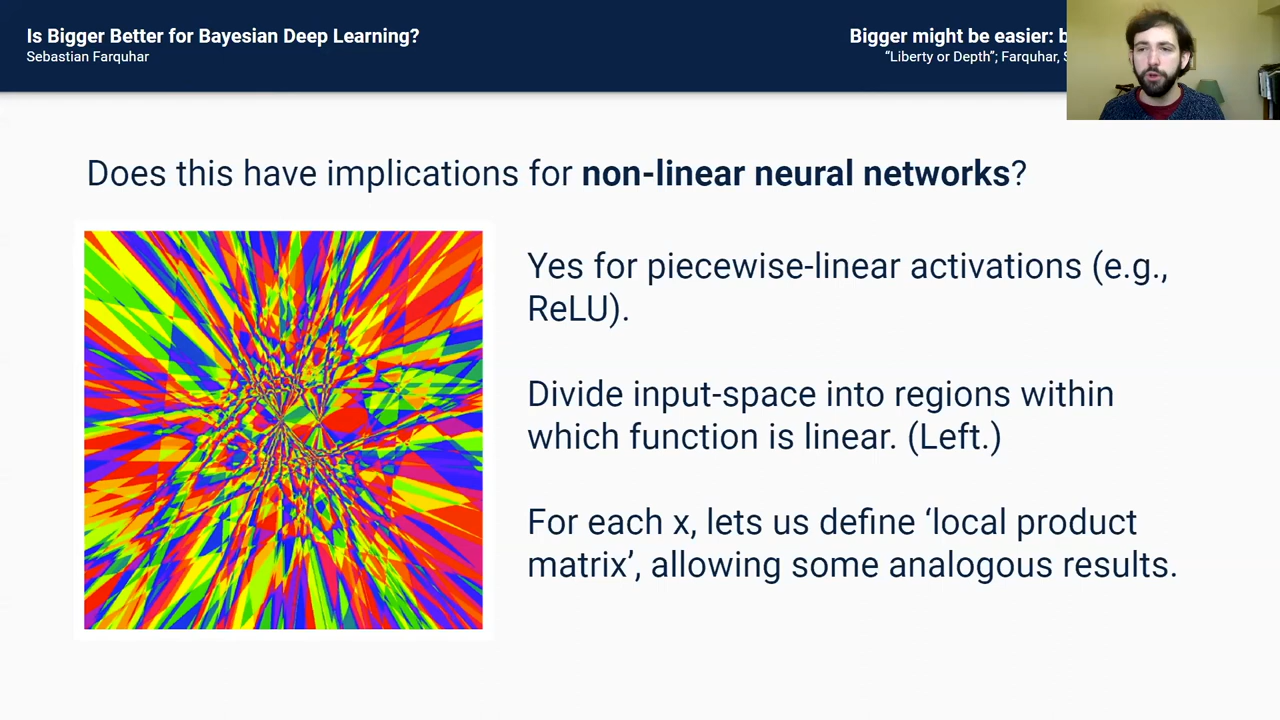 Is Bigger Better for Bayesian Deep Learning?
Sebastian Farquhar
Bigger might be easier:
"Liberty or Depth"; Farquhar,
Does this have implications for non-linear neural networks?
Yes for piecewise-linear activations (e.g.,
ReLU).
Divide input-space into regions within
which function is linear. (Left.)
For each x, lets us define ‘local product
matrix’, allowing some analogous results.